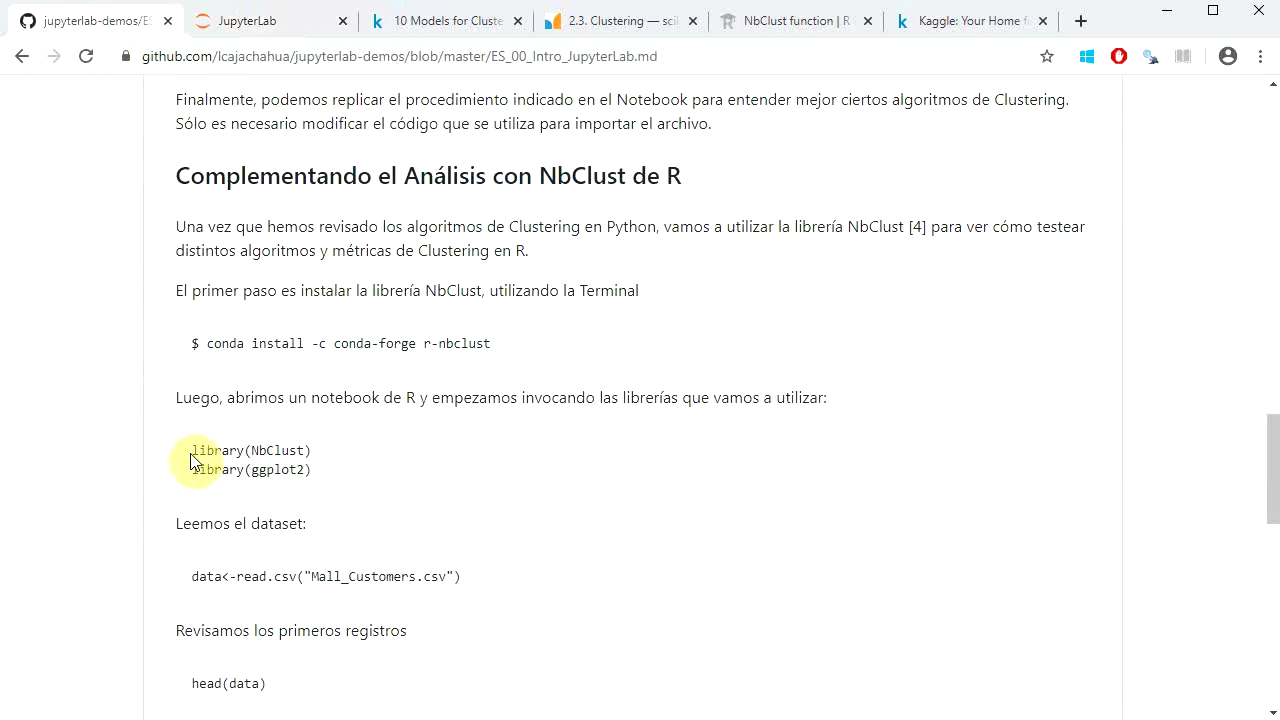 jupyterlab-demos/ES
JupyterLab
10 Models for Cluste
2.3. Clustering — sci
NbClust function | R
Kaggle: Your Home f
github.com/lcajachahua/jupyterlab-demos/blob/master/ES_00_Intro_JupyterLab.md
Finalmente, podemos replicar el procedimiento indicado en el Notebook para entender mejor ciertos algoritmos de Clustering.
Sólo es necesario modificar el código que se utiliza para importar el archivo.
Complementando el Análisis con NbClust de R
Una vez que hemos revisado los algoritmos de Clustering en Python, vamos a utilizar la librería NbClust [4] para ver cómo testear
distintos algoritmos y métricas de Clustering en R.
El primer paso es instalar la librería NbClust, utilizando la Terminal
$ conda install -c conda-forge r-nbclust
Luego, abrimos un notebook de R y empezamos invocando las librerías que vamos a utilizar:
library(NbClust)
library(ggplot2)
Leemos el dataset:
data<-read.csv("Mall_Customers.csv")
Revisamos los primeros registros
head(data)